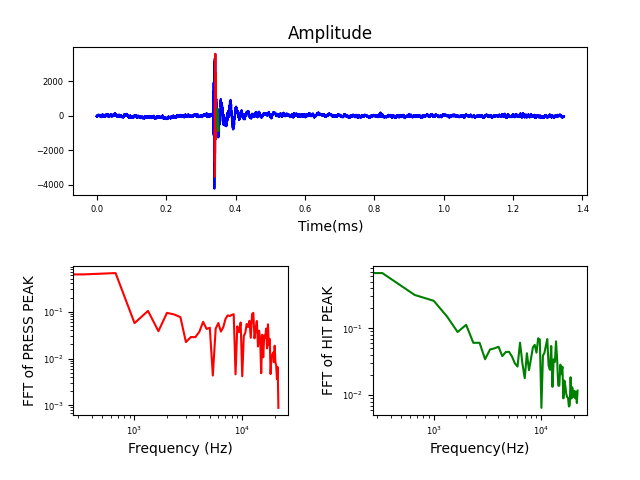 Amplitude
2000
0
−2000
−4000
0.0 0.2 0.4 0.6 0.8 1.0 1.2 1.4
Time(ms)
FFT of PRESS PEAK
10⁻¹
10⁻²
10⁻³
10³ 10⁴
Frequency (Hz)
FFT of HIT PEAK
10⁻¹
10⁻²
10³ 10⁴
Frequency(Hz)